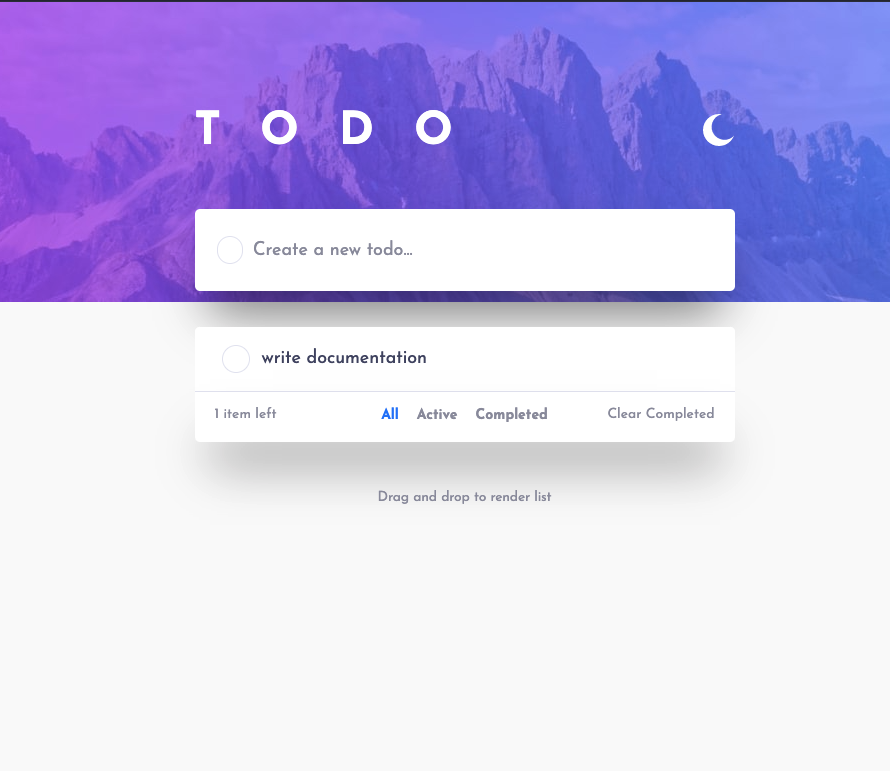 TODO
Create a new todo...
write documentation
1 item left All Active Completed Clear Completed
Drag and drop to render list